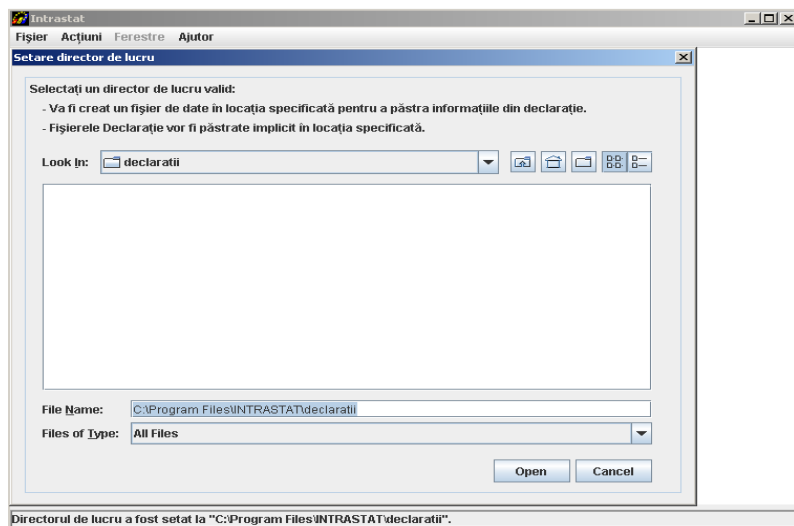 Intrastat
Fişier Acţiuni Ferestre Ajutor
Setare director de lucru
Selectaţi un director de lucru valid:
- Va fi creat un fişier de date în locaţia specificată pentru a păstra informaţiile din declaraţie.
- Fişierele Declaraţie vor fi păstrate implicit în locaţia specificată.
Look In: declaratii
File Name: C:\Program Files\INTRASTAT\declaratii
Files of Type: All Files
Open Cancel
Directorul de lucru a fost setat la "C:\Program Files\INTRASTAT\declaratii".